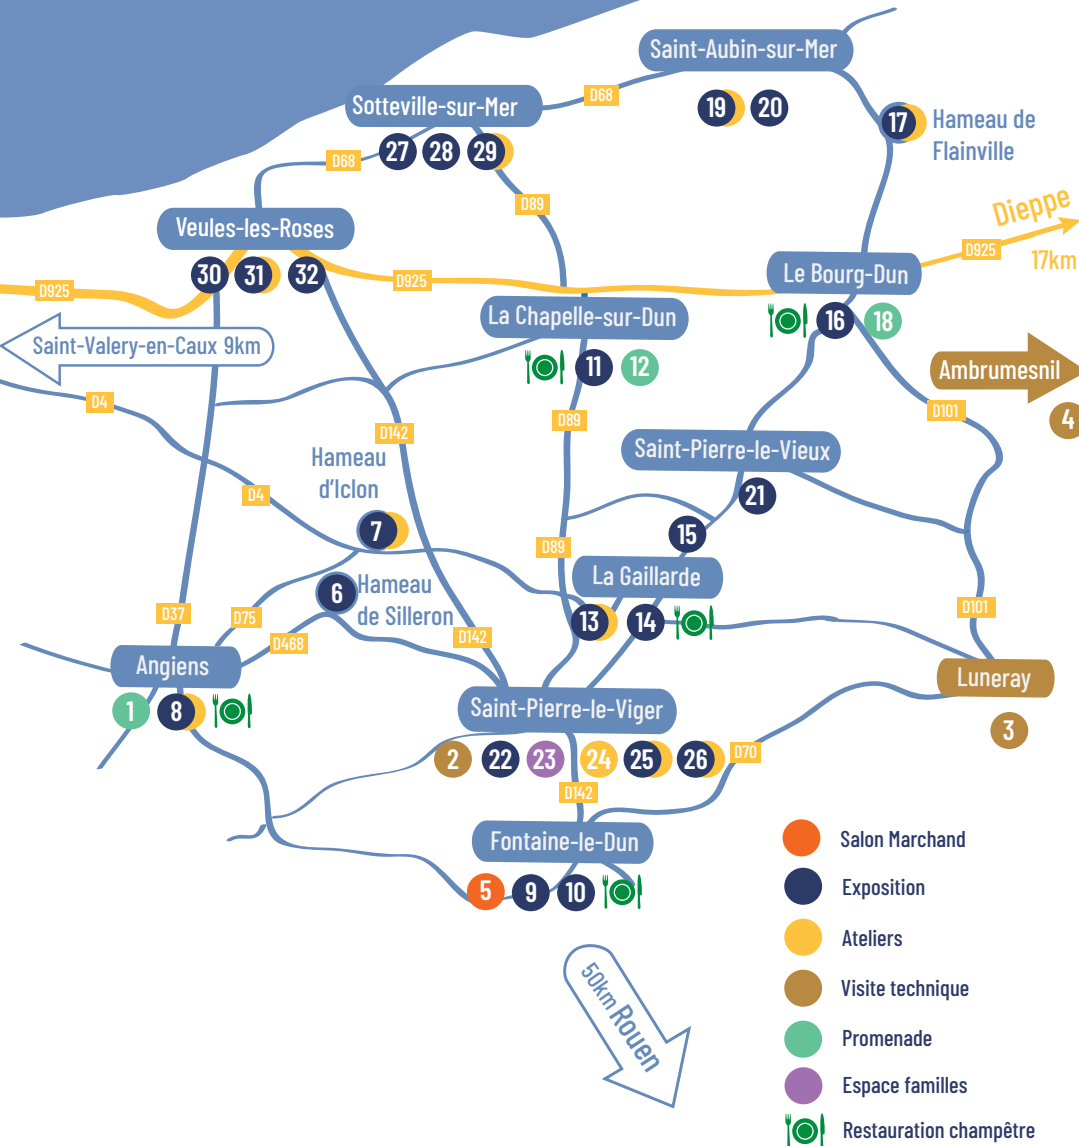 Saint-Aubin-sur-Mer
Sotteville-sur-Mer
D68
19
20
17
Hameau de
Flainville
27
28
29
D68
D89
Dieppe
17km
Veules-les-Roses
D925
30
31
32
D925
D925
Le Bourg-Dun
La Chapelle-sur-Dun
16
18
Saint-Valery-en-Caux 9km
11
12
Ambrumesnil
4
D4
D101
D142
D89
Hameau
d'Iclon
Saint-Pierre-le-Vieux
D4
21
7
15
D89
La Gaillarde
6
Hameau
de Silleron
D37
D75
D468
D142
13
14
D101
Angiens
Luneray
1
8
Saint-Pierre-le-Viger
3
2
22
23
24
25
26
D70
D142
Fontaine-le-Dun
5
9
10
50km Rouen
Salon Marchand
Exposition
Ateliers
Visite technique
Promenade
Espace familles
Restauration champêtre